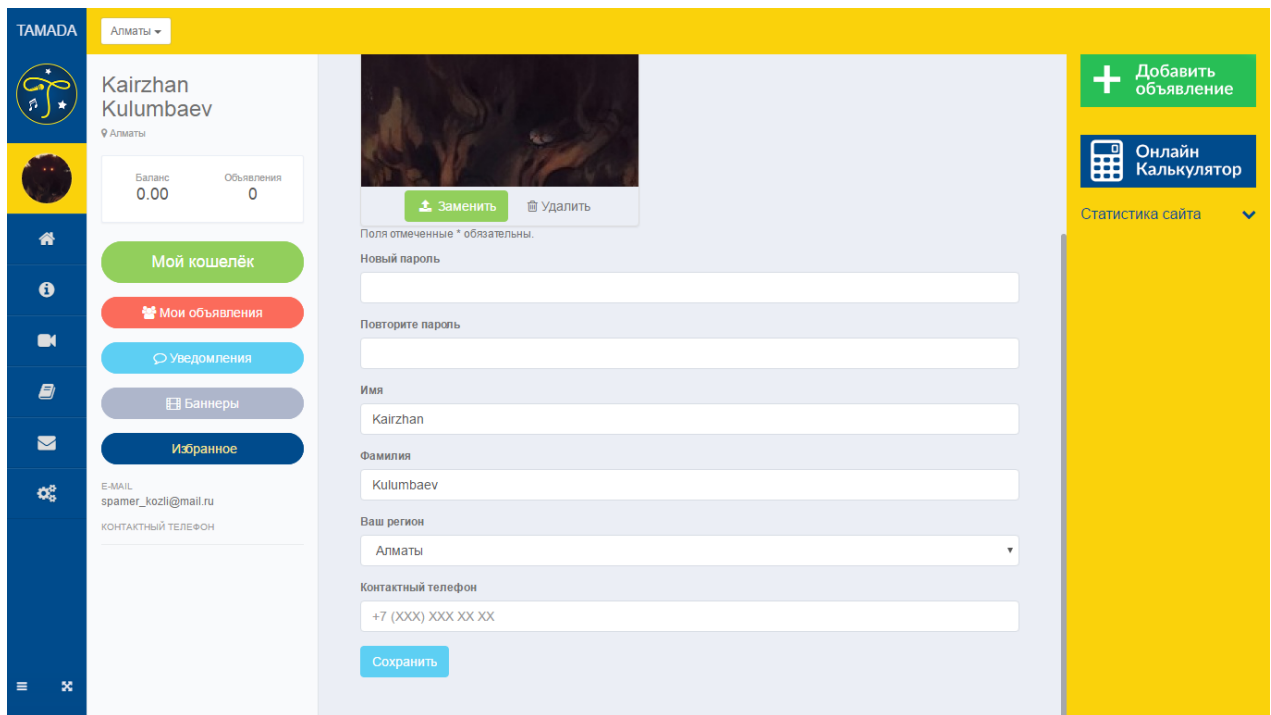 TAMADA
Алматы
Kairzhan
Kulumbaev
Алматы
Баланс
0.00
Объявления
0
Мой кошелёк
Мои объявления
Уведомления
Баннеры
Избранное
E-MAIL
spamer_kozli@mail.ru
КОНТАКТНЫЙ ТЕЛЕФОН
Заменить
Удалить
Поля отмеченные * обязательны.
Новый пароль
Повторите пароль
Имя
Kairzhan
Фамилия
Kulumbaev
Ваш регион
Алматы
Контактный телефон
+7 (XXX) XXX XX XX
Сохранить
Добавить
объявление
Онлайн
Калькулятор
Статистика сайта